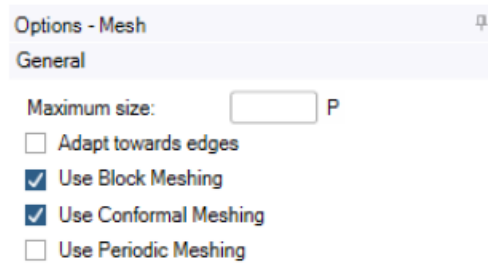 Options - Mesh
General
Maximum size: P
Adapt towards edges
Use Block Meshing
Use Conformal Meshing
Use Periodic Meshing